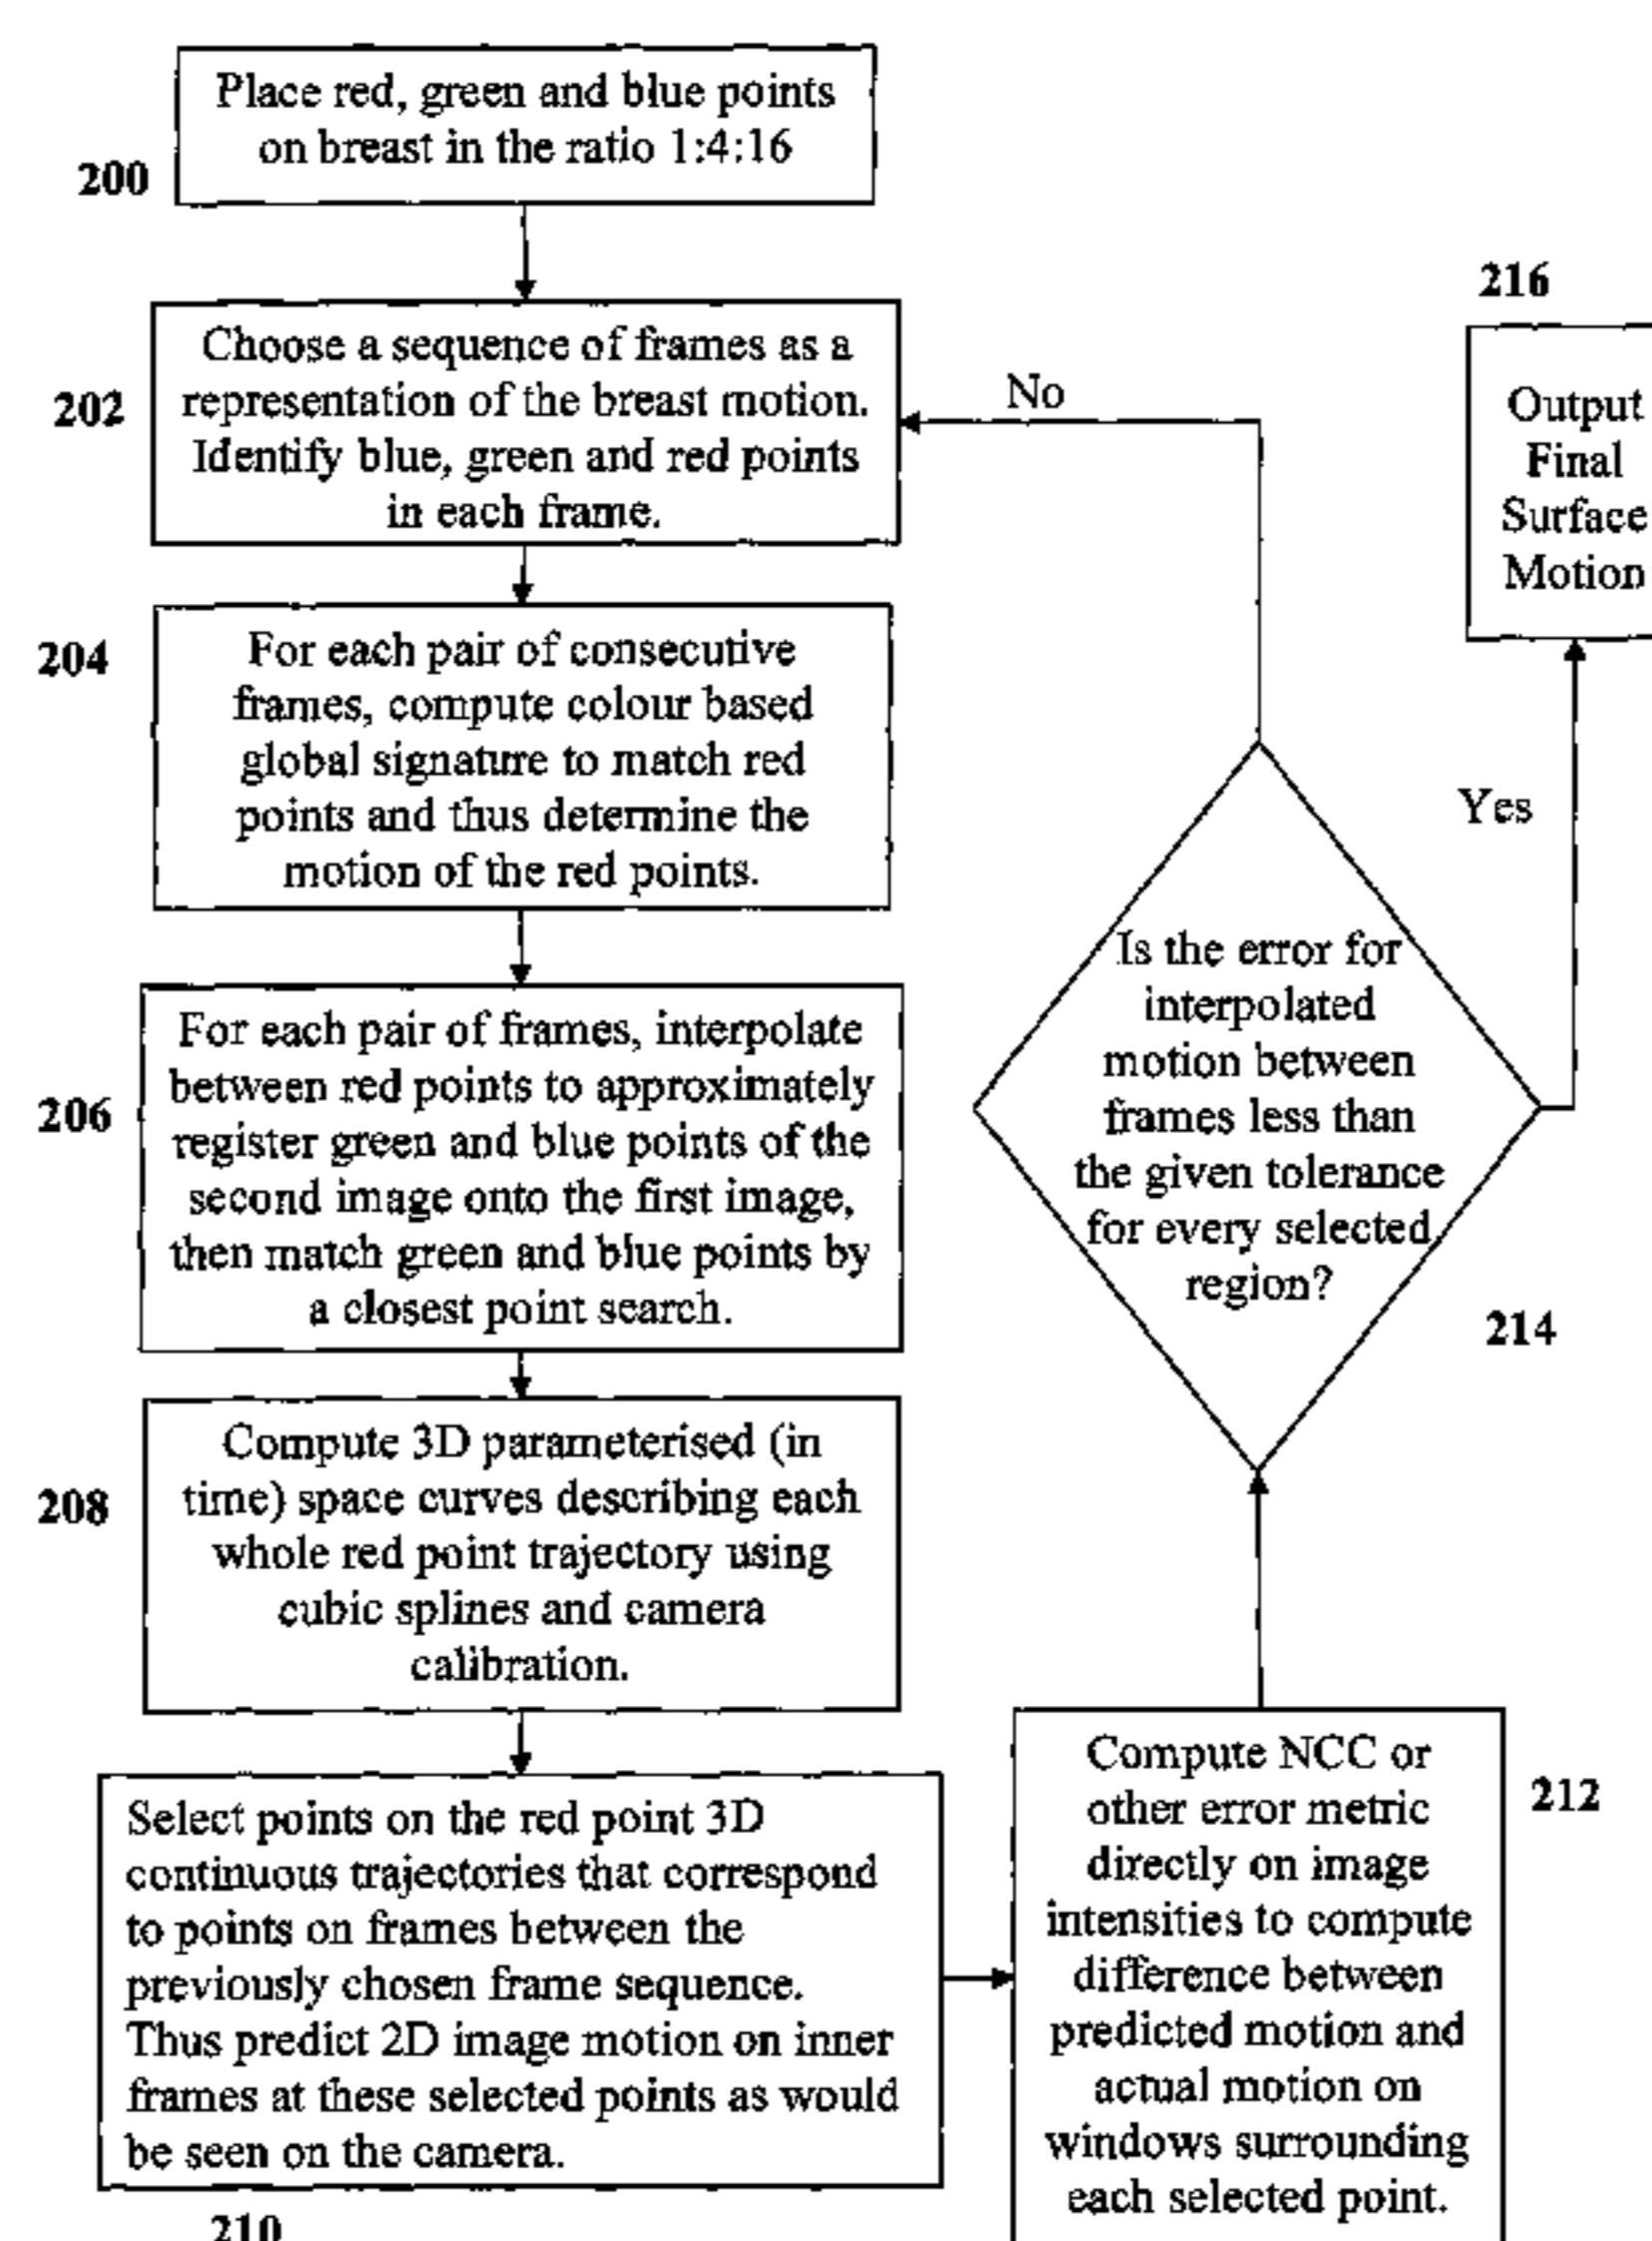 Place red, green and blue points
on breast in the ratio 1:4:16
200
Choose a sequence of frames as a
representation of the breast motion.
Identify blue, green and red points
in each frame.
202
204
For each pair of consecutive
frames, compute colour based
global signature to match red
points and thus determine the
motion of the red points.
For each pair of frames, interpolate
between red points to approximately
register green and blue points of the
second image onto the first image,
then match green and blue points by
a closest point search.
206
Compute 3D parameterised (in
time) space curves describing each
whole red point trajectory using
cubic splines and camera
calibration.
208
Select points on the red point 3D
continuous trajectories that correspond
to points on frames between the
previously chosen frame sequence.
Thus predict 2D image motion on inner
frames at these selected points as would
be seen on the camera.
210
Compute NCC or
other error metric
directly on image
intensities to compute
difference between
predicted motion and
actual motion on
windows surrounding
each selected point.
212
Is the error for
interpolated
motion between
frames less than
the given tolerance
for every selected
region?
214
No
Yes
216
Output
Final
Surface
Motion